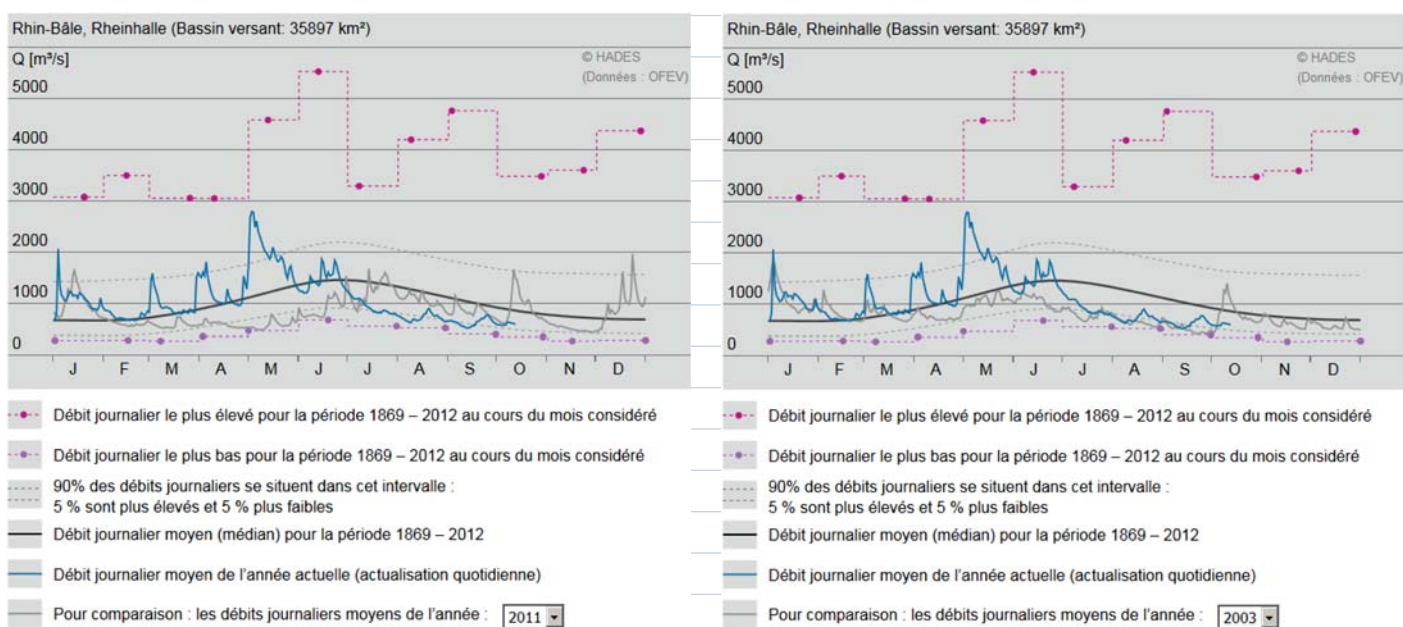 Rhin-Bâle, Rheinhalle (Bassin versant: 35897 km²)
Q [m³/s]
© HADES
(Données : OFEV)
5000
4000
3000
2000
1000
0
J F M A M J J A S O N D
Débit journalier le plus élevé pour la période 1869 – 2012 au cours du mois considéré
Débit journalier le plus bas pour la période 1869 – 2012 au cours du mois considéré
90% des débits journaliers se situent dans cet intervalle :
5 % sont plus élevés et 5 % plus faibles
Débit journalier moyen (médian) pour la période 1869 – 2012
Débit journalier moyen de l'année actuelle (actualisation quotidienne)
Pour comparaison : les débits journaliers moyens de l'année : 2011
Rhin-Bâle, Rheinhalle (Bassin versant: 35897 km²)
Q [m³/s]
© HADES
(Données : OFEV)
5000
4000
3000
2000
1000
0
J F M A M J J A S O N D
Débit journalier le plus élevé pour la période 1869 – 2012 au cours du mois considéré
Débit journalier le plus bas pour la période 1869 – 2012 au cours du mois considéré
90% des débits journaliers se situent dans cet intervalle :
5 % sont plus élevés et 5 % plus faibles
Débit journalier moyen (médian) pour la période 1869 – 2012
Débit journalier moyen de l'année actuelle (actualisation quotidienne)
Pour comparaison : les débits journaliers moyens de l'année : 2003